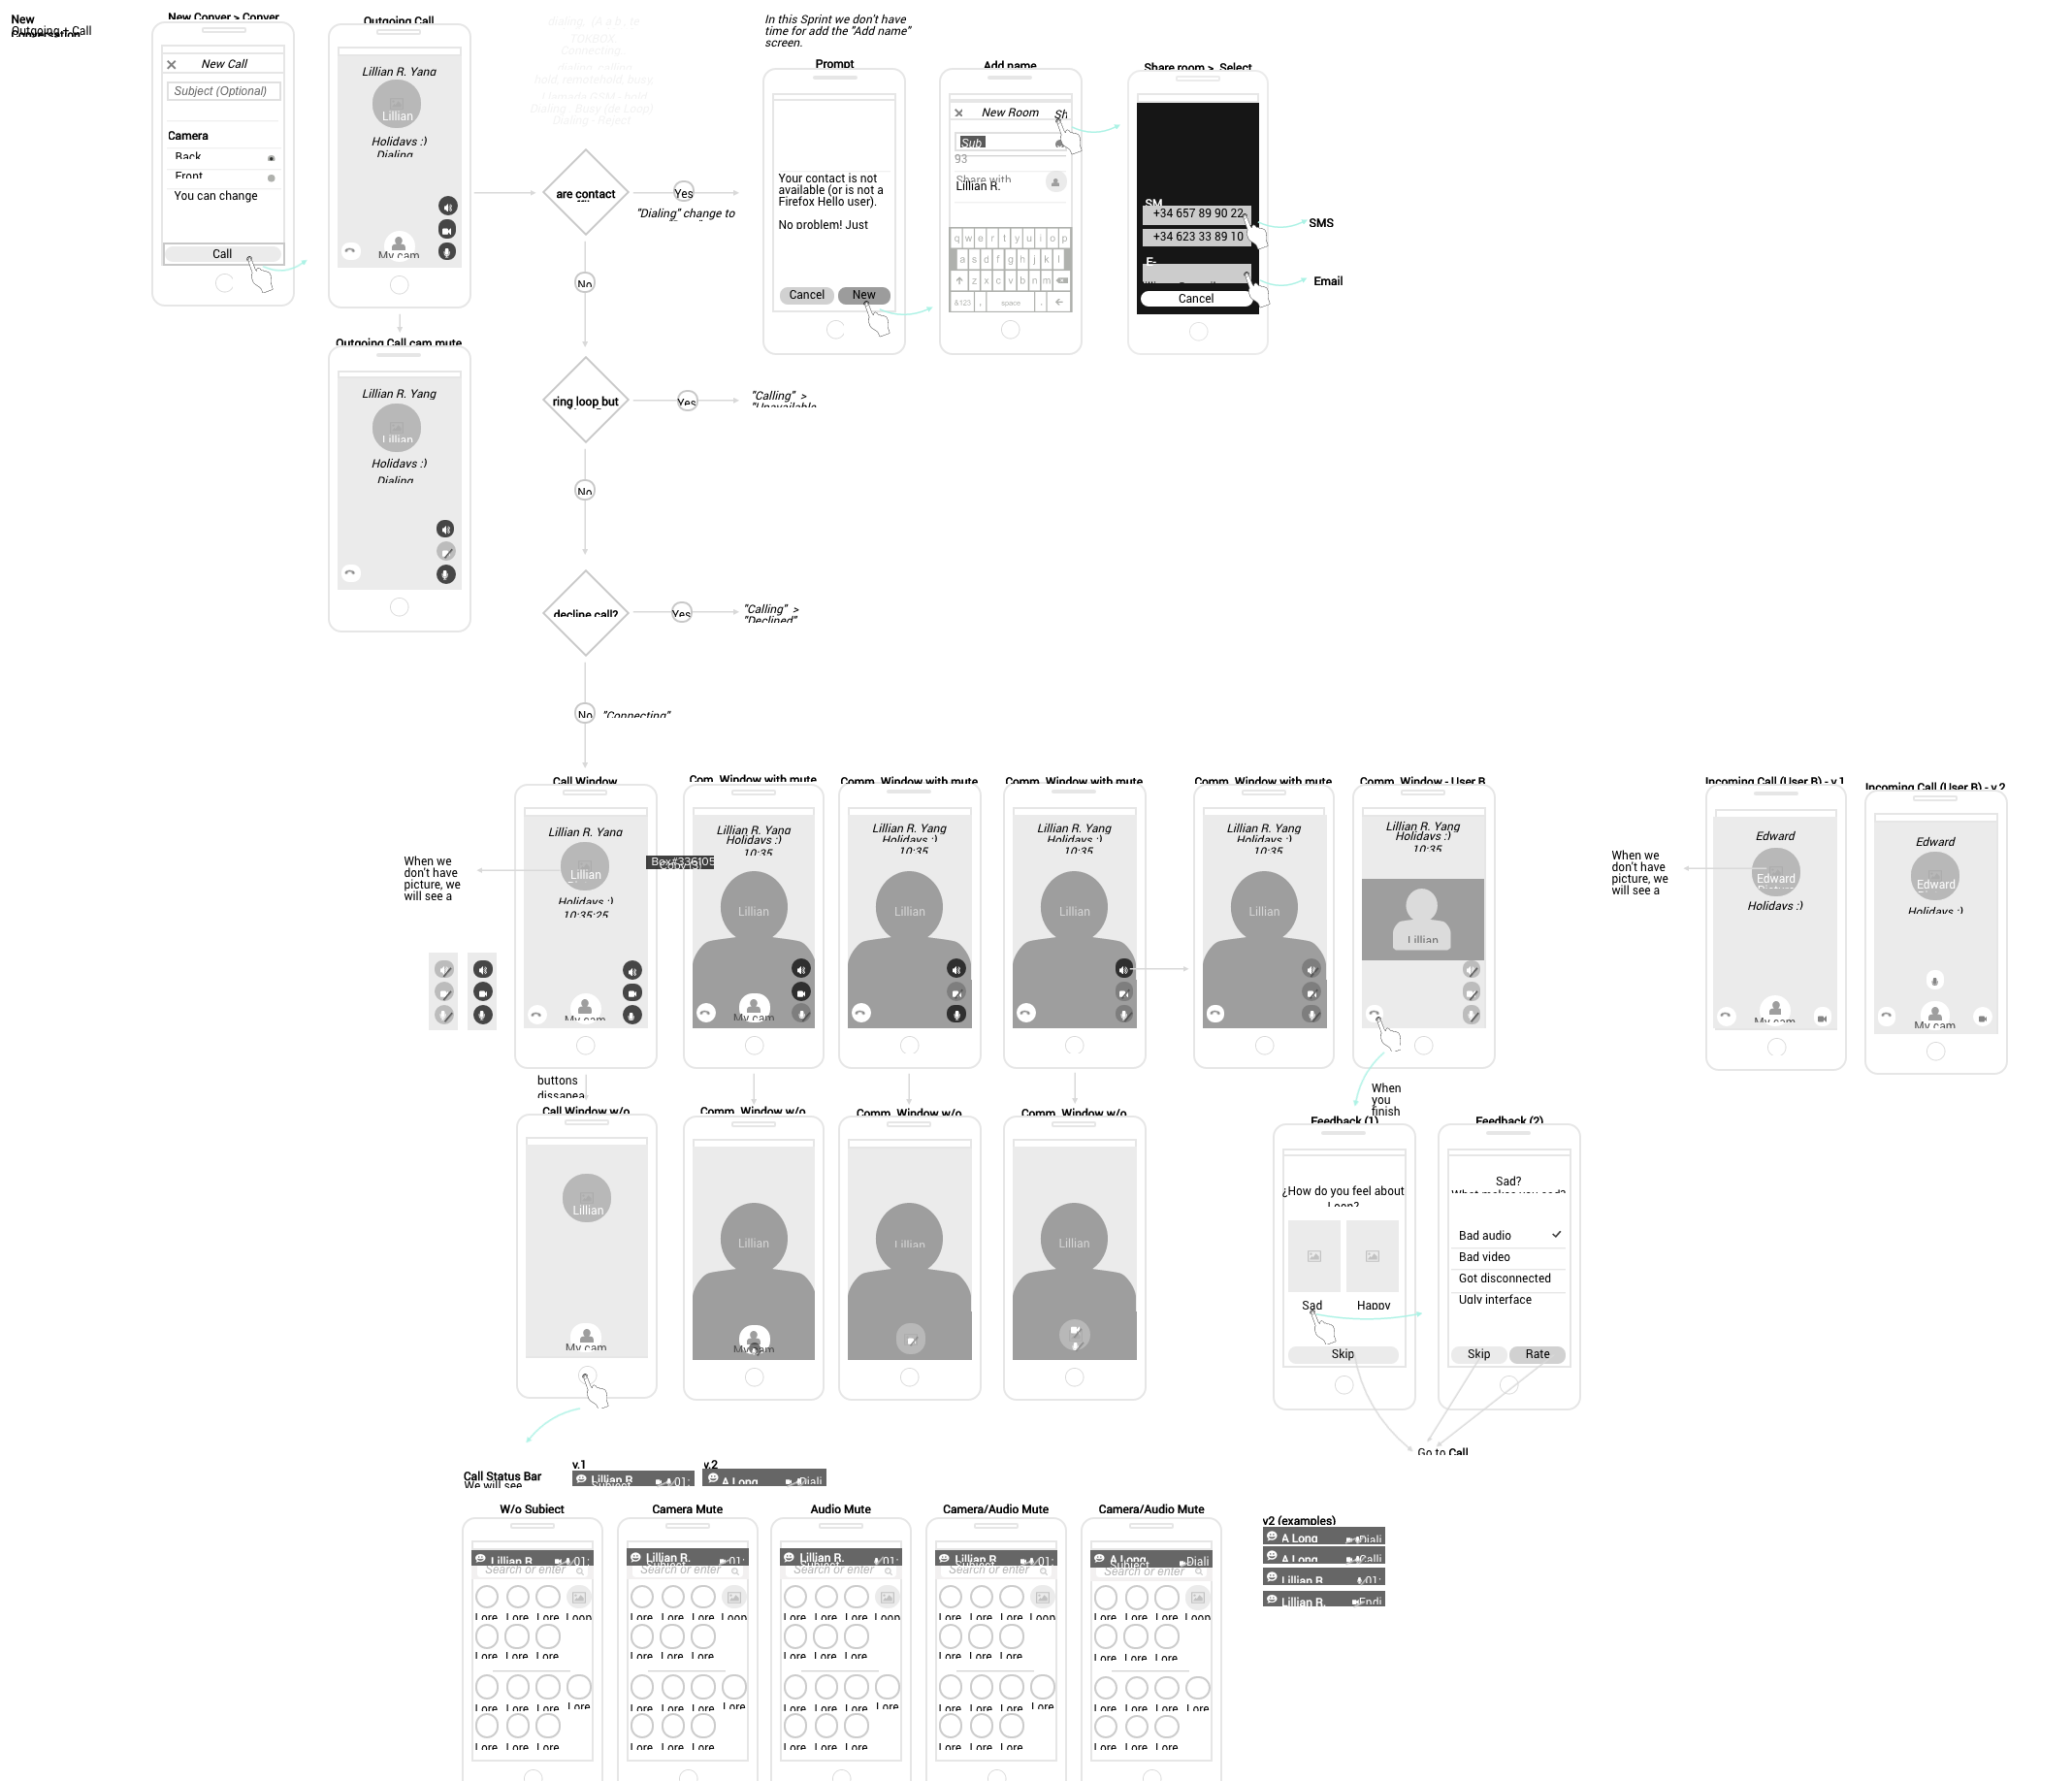 New
Conversation
Outgoing - Call
New Conver > Conver
New Call
Subject (Optional)
Camera
Back
Front
You can change
Call
Outgoing Call
Lillian R. Yang
Lillian
Holidays :)
Dialing
My cam
Outgoing Call cam mute
Lillian R. Yang
Lillian
Holidays :)
Dialing
TOKBOX.
Connecting.
dialing, calling
hold, remotehold, busy
Dialing - Busy (de Loop)
Dialing - Reject
are contact
Yes
"Dialing" change to
No
ring loop but
Yes
"Calling" >
"Unavailable
No
decline call?
Yes
"Calling" >
"Declined"
No
"Connecting"
In this Sprint we don't have
time for add the "Add name"
screen.
Prompt
Your contact is not
available (or is not a
Firefox Hello user).
No problem! Just
Cancel
New
Add name
New Room
Sh
Sub
93
Share with
Lillian R.
q w e r t y u i o p
a s d f g h j k l
z x c v b n m
&123 , space .
Share room > Select
SM
+34 657 89 90 22
+34 623 33 89 10
E-
Cancel
SMS
Email
When we
don't have
picture, we
will see a
Call Window
Lillian R. Yang
Lillian
Holidays :)
10:35:25
My cam
Box#336105
Copy (3)
Com. Window with mute
Lillian R. Yang
Holidays :)
10:35
Lillian
My cam
Comm. Window with mute
Lillian R. Yang
Holidays :)
10:35
Lillian
Comm. Window with mute
Lillian R. Yang
Holidays :)
10:35
Lillian
Comm. Window with mute
Lillian R. Yang
Holidays :)
10:35
Lillian
Comm. Window - User B
Lillian R. Yang
Holidays :)
10:35
Lillian
When we
don't have
picture, we
will see a
Incoming Call (User B) - v.1
Edward
Edward
Picture
Holidays :)
My cam
Incoming Call (User B) - v.2
Edward
Edward
Holidays :)
My cam
buttons
dissapea
Call Window w/o
Lillian
My cam
Comm. Window w/o
Lillian
My cam
Comm. Window w/o
Lillian
Comm. Window w/o
Lillian
When
you
finish
Feedback (1)
¿How do you feel about
Loop?
Sad
Happy
Skip
Feedback (2)
Sad?
What makes you sad?
Bad audio
Bad video
Got disconnected
Ugly interface
Skip
Rate
Go to Call
Call Status Bar
We will see
v.1
Lillian R.
Subject
01:
v.2
A Long
Diali
W/o Subject
Lillian R.
01:
Search or enter
Lore Lore Lore Loop
Lore Lore Lore
Lore Lore Lore Lore
Lore Lore Lore
Camera Mute
Lillian R.
Subject
01:
Search or enter
Lore Lore Lore Loop
Lore Lore Lore
Lore Lore Lore Lore
Lore Lore Lore
Audio Mute
Lillian R.
Subject
01:
Search or enter
Lore Lore Lore Loop
Lore Lore Lore
Lore Lore Lore Lore
Lore Lore Lore
Camera/Audio Mute
Lillian R.
Subject
01:
Search or enter
Lore Lore Lore Loop
Lore Lore Lore
Lore Lore Lore Lore
Lore Lore Lore
Camera/Audio Mute
A Long
Subject
Diali
Search or enter
Lore Lore Lore Loop
Lore Lore Lore
Lore Lore Lore Lore
Lore Lore Lore
v2 (examples)
A Long
Diali
A Long
Calli
Lillian R.
01:
Lillian R.
Endi